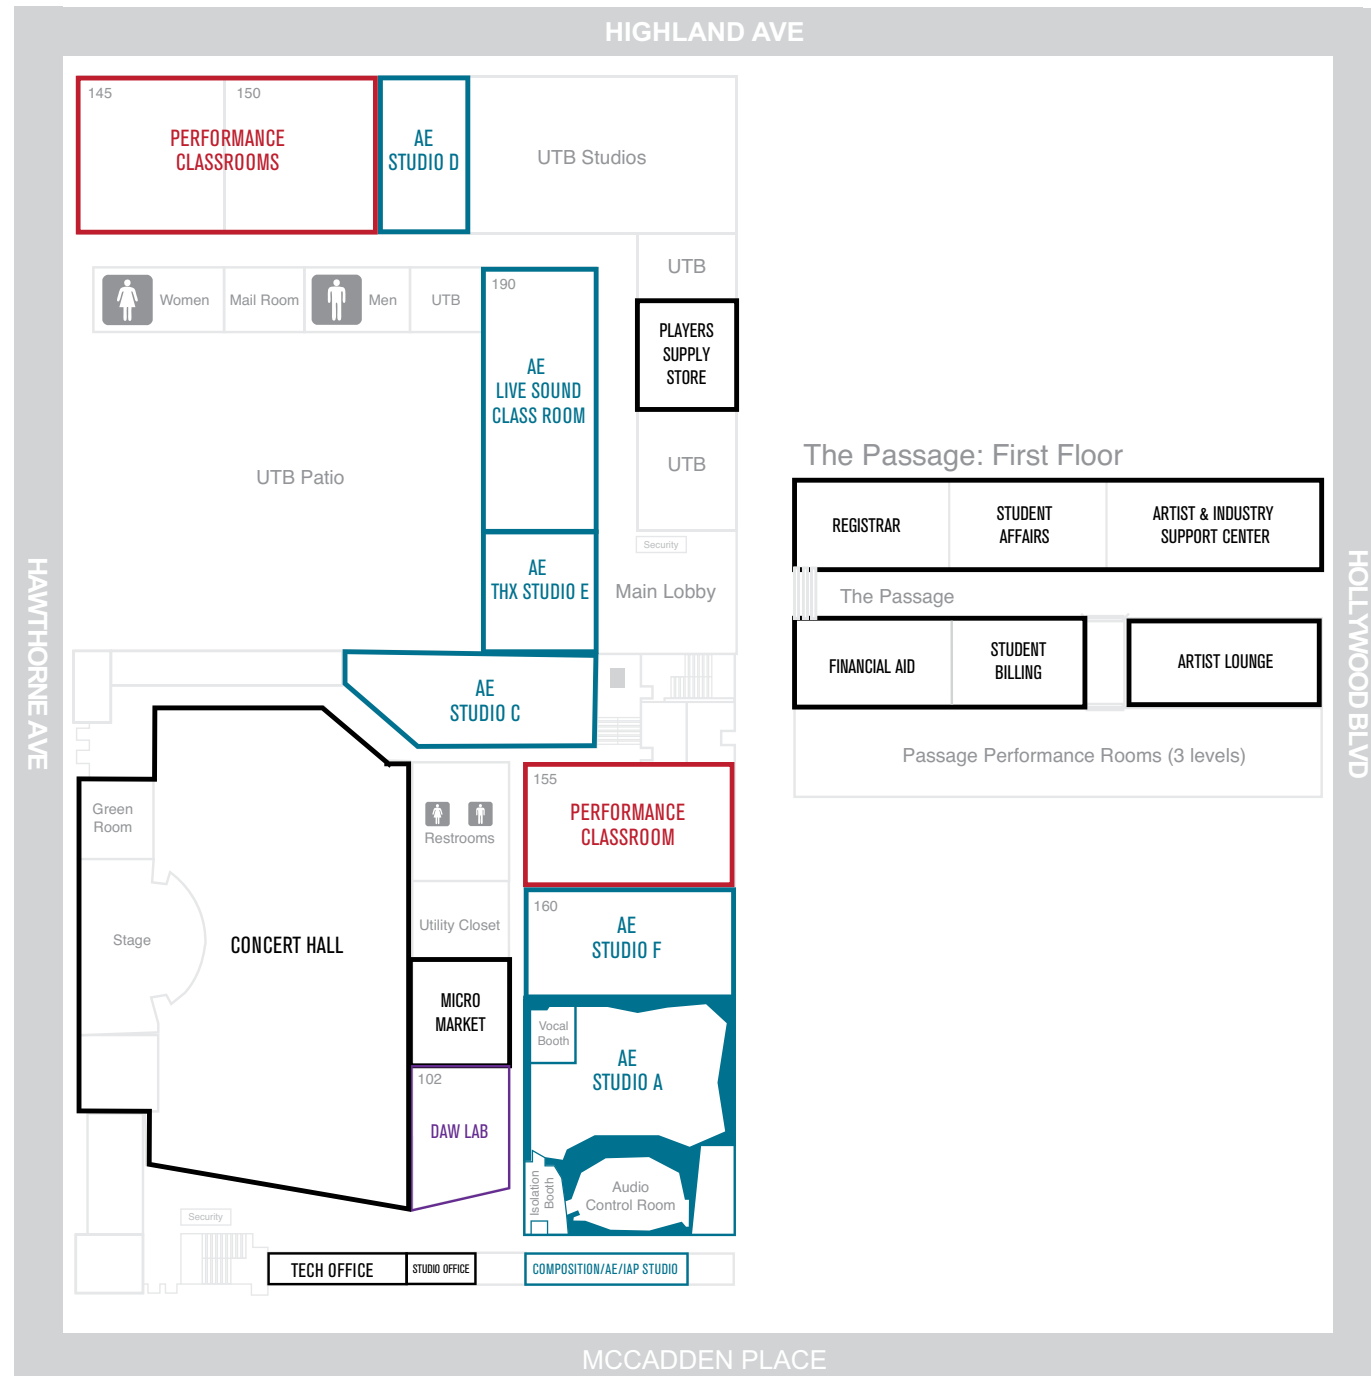 HIGHLAND AVE
145
150
PERFORMANCE
CLASSROOMS
AE
STUDIO D
UTB Studios
UTB
Women
Mail Room
Men
UTB
190
AE
LIVE SOUND
CLASS ROOM
PLAYERS
SUPPLY
STORE
UTB Patio
UTB
Security
AE
THX STUDIO E
Main Lobby
AE
STUDIO C
The Passage: First Floor
REGISTRAR
STUDENT
AFFAIRS
ARTIST & INDUSTRY
SUPPORT CENTER
The Passage
FINANCIAL AID
STUDENT
BILLING
ARTIST LOUNGE
Passage Performance Rooms (3 levels)
HAWTHORNE AVE
HOLLYWOOD BLVD
Green
Room
Stage
CONCERT HALL
Restrooms
Utility Closet
155
PERFORMANCE
CLASSROOM
160
AE
STUDIO F
MICRO
MARKET
Vocal
Booth
AE
STUDIO A
102
DAW LAB
Isolation
Booth
Audio
Control Room
Security
TECH OFFICE
STUDIO OFFICE
COMPOSITION/AE/IAP STUDIO
MCCADDEN PLACE